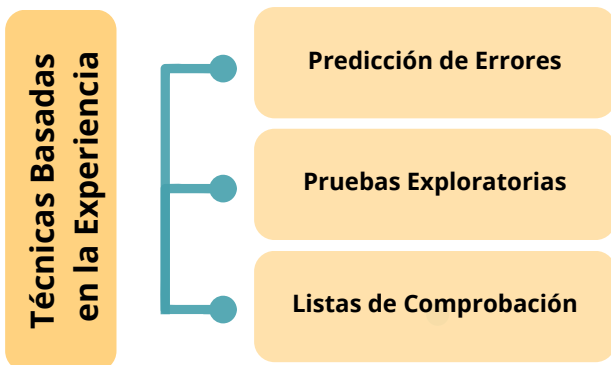 Técnicas Basadas
en la Experiencia
Predicción de Errores
Pruebas Exploratorias
Listas de Comprobación